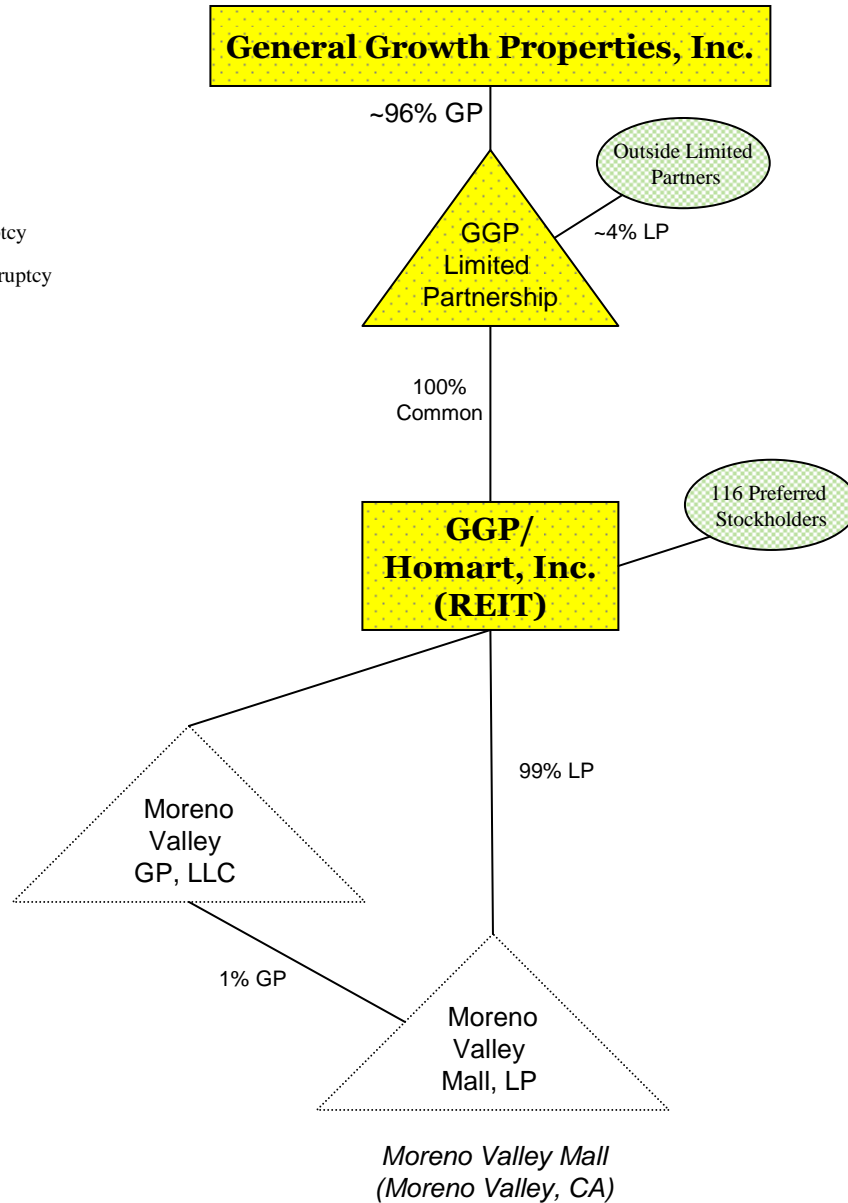 General Growth Properties, Inc.
~96% GP
Outside Limited
Partners
~4% LP
GGP
Limited
Partnership
100%
Common
116 Preferred
Stockholders
GGP/
Homart, Inc.
(REIT)
99% LP
Moreno
Valley
GP, LLC
1% GP
Moreno
Valley
Mall, LP
Moreno Valley Mall
(Moreno Valley, CA)